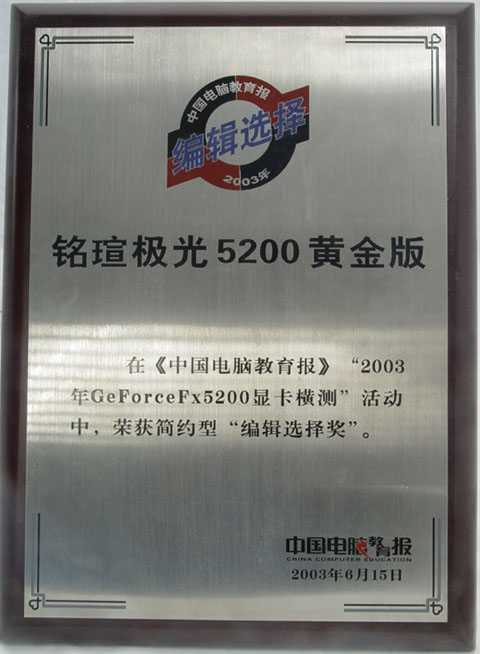 中国电脑教育报
编辑选择
2003年
铭瑄极光5200黄金版
在《中国电脑教育报》“2003
年GeForceFx5200显卡横测”活动
中，荣获简约型“编辑选择奖”。
中国电脑教育报
CHINA COMPUTER EDUCATION
2003年6月15日